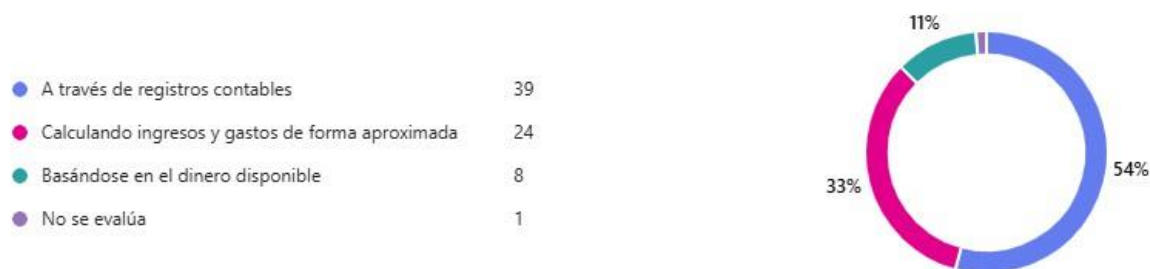 11%
A través de registros contables 39
Calculando ingresos y gastos de forma aproximada 24
54%
Basándose en el dinero disponible 8
33%
No se evalúa 1